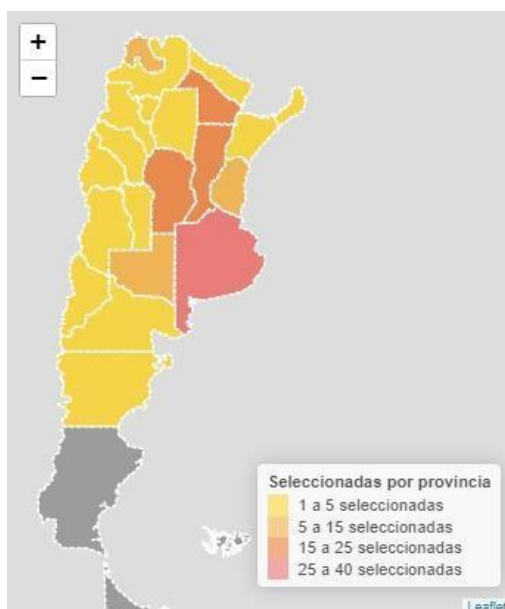 +
−
Seleccionadas por provincia
1 a 5 seleccionadas
5 a 15 seleccionadas
15 a 25 seleccionadas
25 a 40 seleccionadas
Leaflet